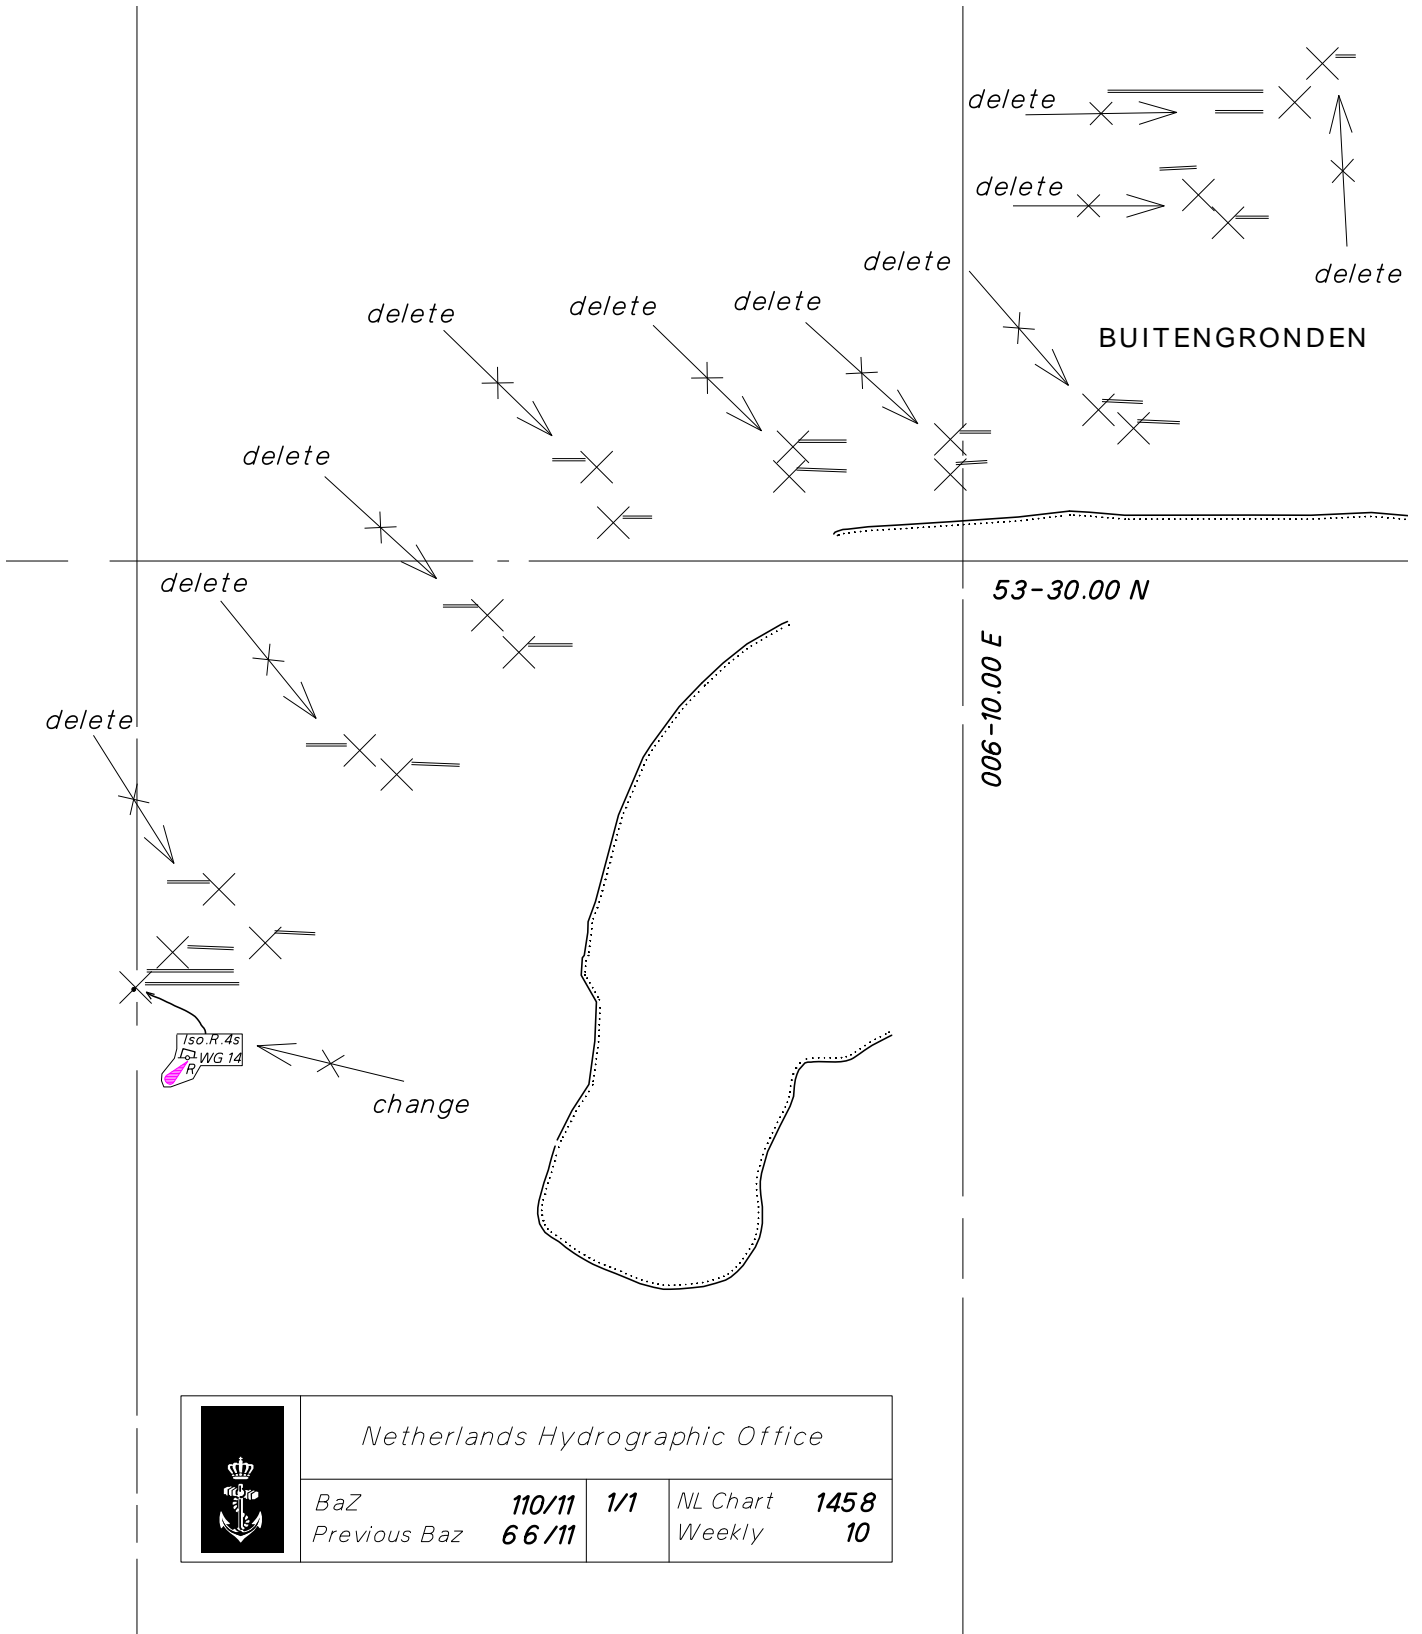 delete
delete
delete
delete
BUITENGRONDEN
delete
delete
delete
delete
delete
53-30.00 N
006-10.00 E
delete
Iso.R.4s
WG 14
R
change
Netherlands Hydrographic Office
BaZ 110/11 1/1 NL Chart 1458
Previous Baz 66/11 Weekly 10